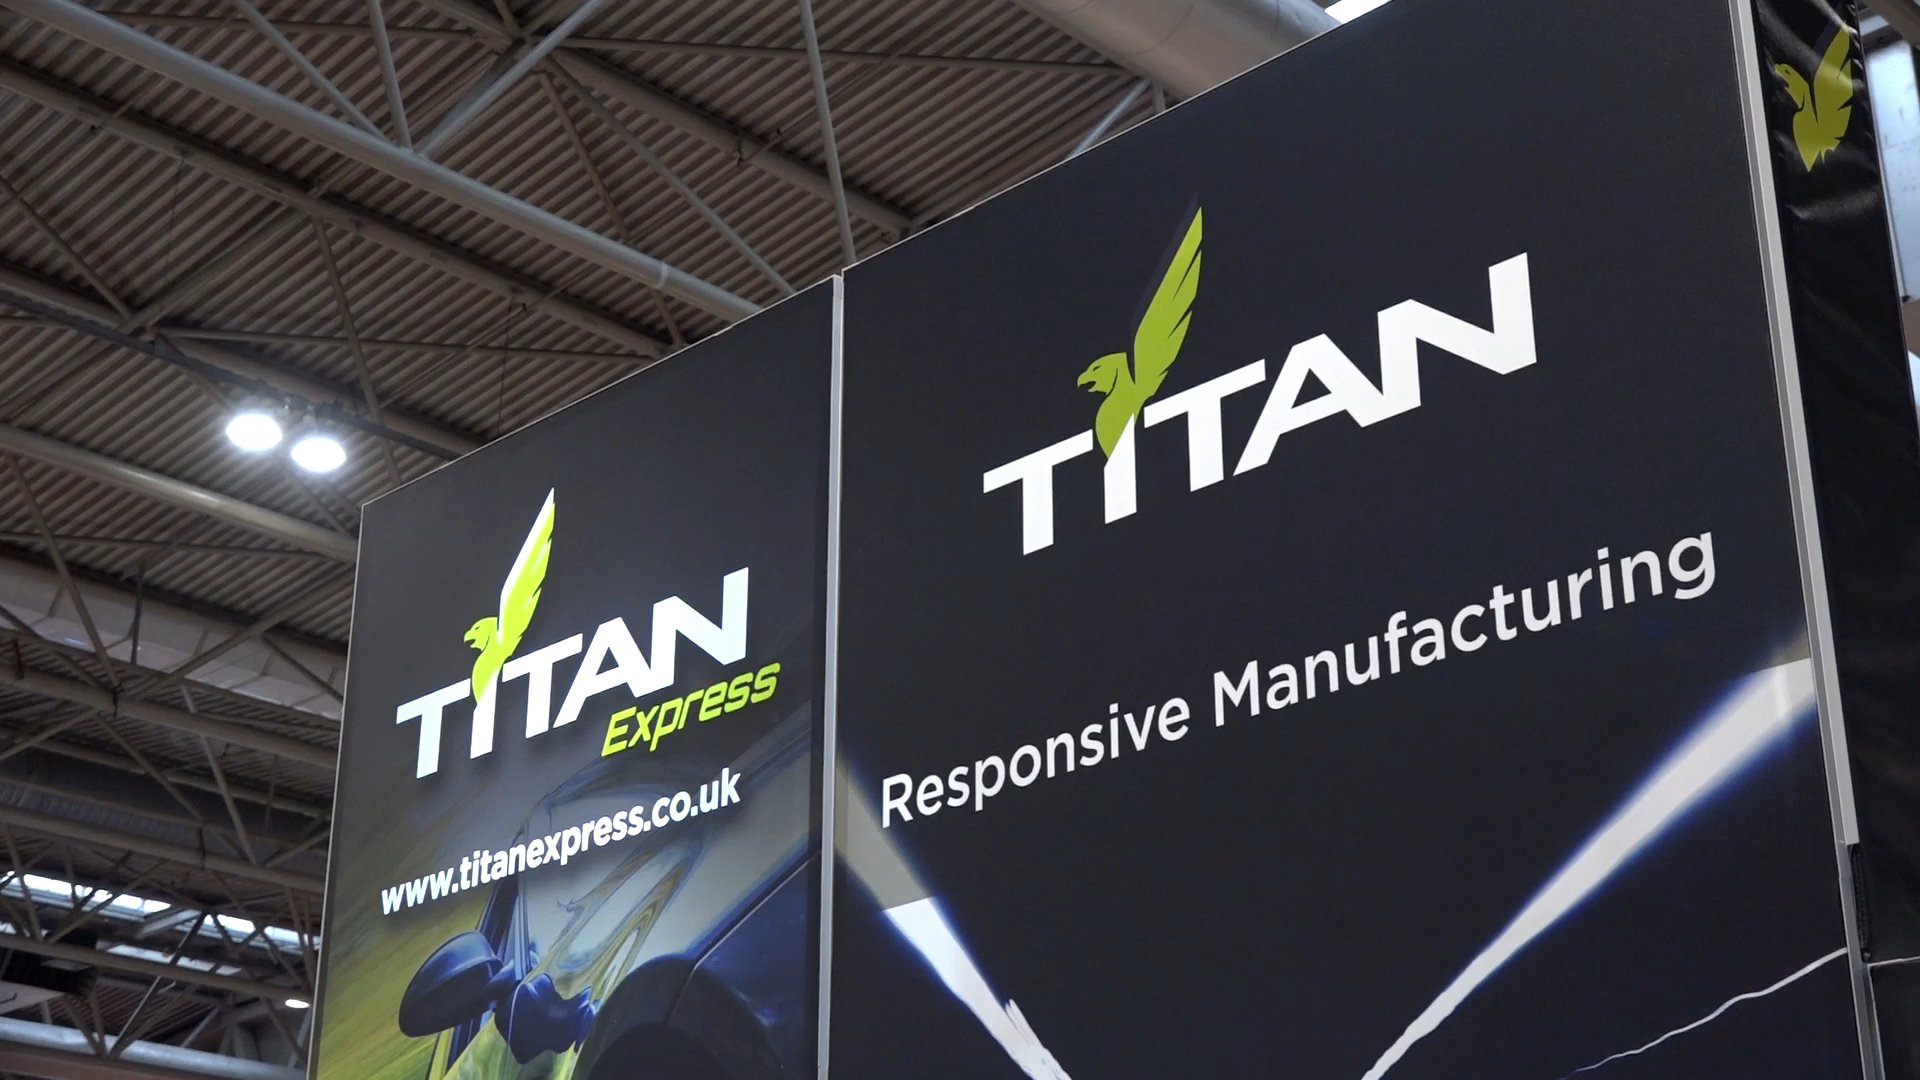 TITAN
Express
www.titanexpress.co.uk
TITAN
Responsive Manufacturing